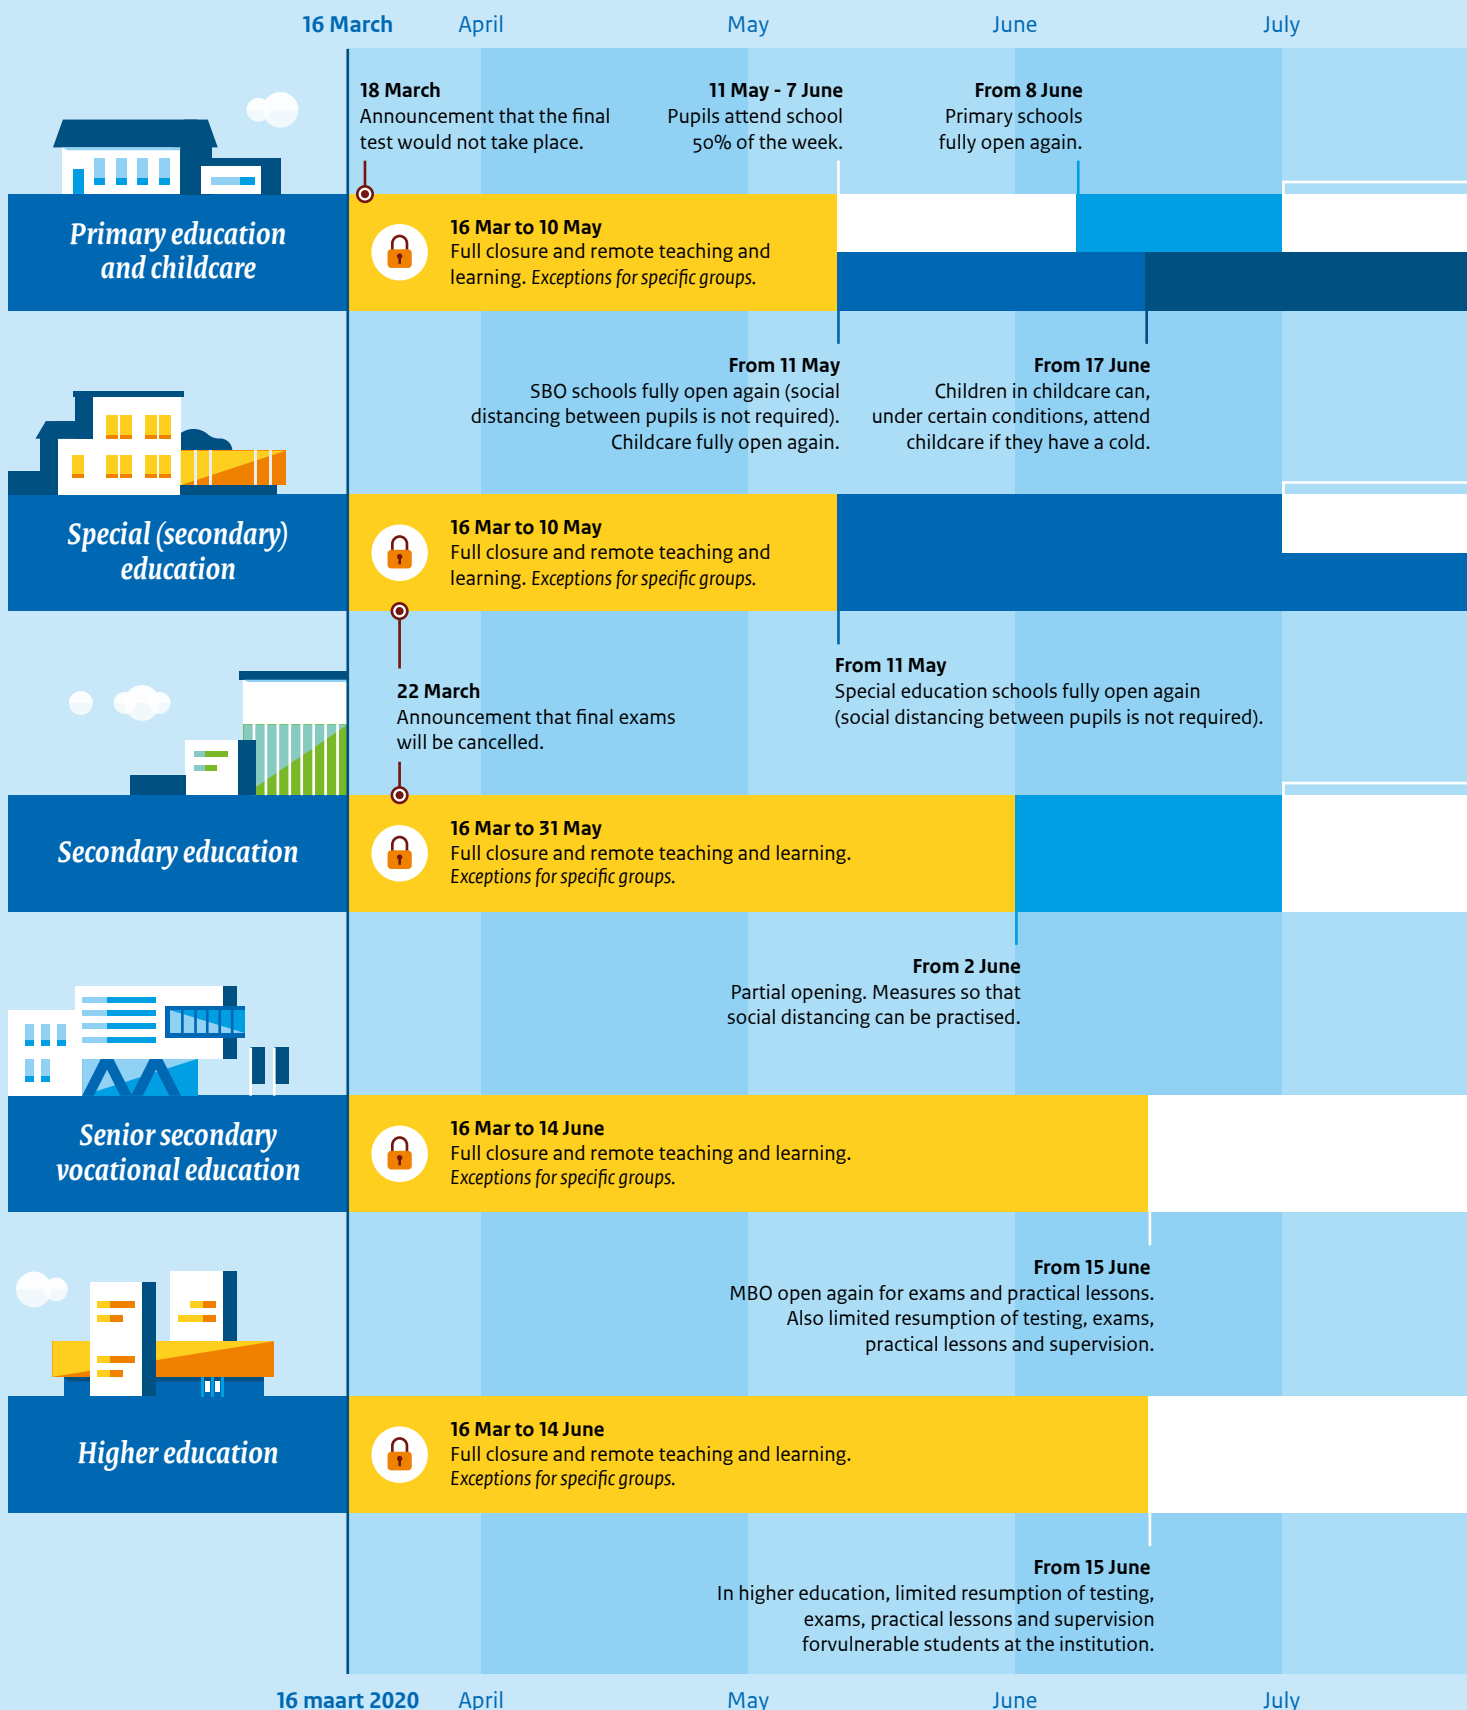 16 March April May June July
18 March
Announcement that the final
test would not take place.
11 May - 7 June
Pupils attend school
50% of the week.
From 8 June
Primary schools
fully open again.
Primary education
and childcare
16 Mar to 10 May
Full closure and remote teaching and
learning. Exceptions for specific groups.
From 11 May
SBO schools fully open again (social
distancing between pupils is not required).
Childcare fully open again.
From 17 June
Children in childcare can,
under certain conditions, attend
childcare if they have a cold.
Special (secondary)
education
16 Mar to 10 May
Full closure and remote teaching and
learning. Exceptions for specific groups.
22 March
Announcement that final exams
will be cancelled.
From 11 May
Special education schools fully open again
(social distancing between pupils is not required).
Secondary education
16 Mar to 31 May
Full closure and remote teaching and learning.
Exceptions for specific groups.
From 2 June
Partial opening. Measures so that
social distancing can be practised.
Senior secondary
vocational education
16 Mar to 14 June
Full closure and remote teaching and learning.
Exceptions for specific groups.
From 15 June
MBO open again for exams and practical lessons.
Also limited resumption of testing, exams,
practical lessons and supervision.
Higher education
16 Mar to 14 June
Full closure and remote teaching and learning.
Exceptions for specific groups.
From 15 June
In higher education, limited resumption of testing,
exams, practical lessons and supervision
forvulnerable students at the institution.
16 maart 2020 April May June July